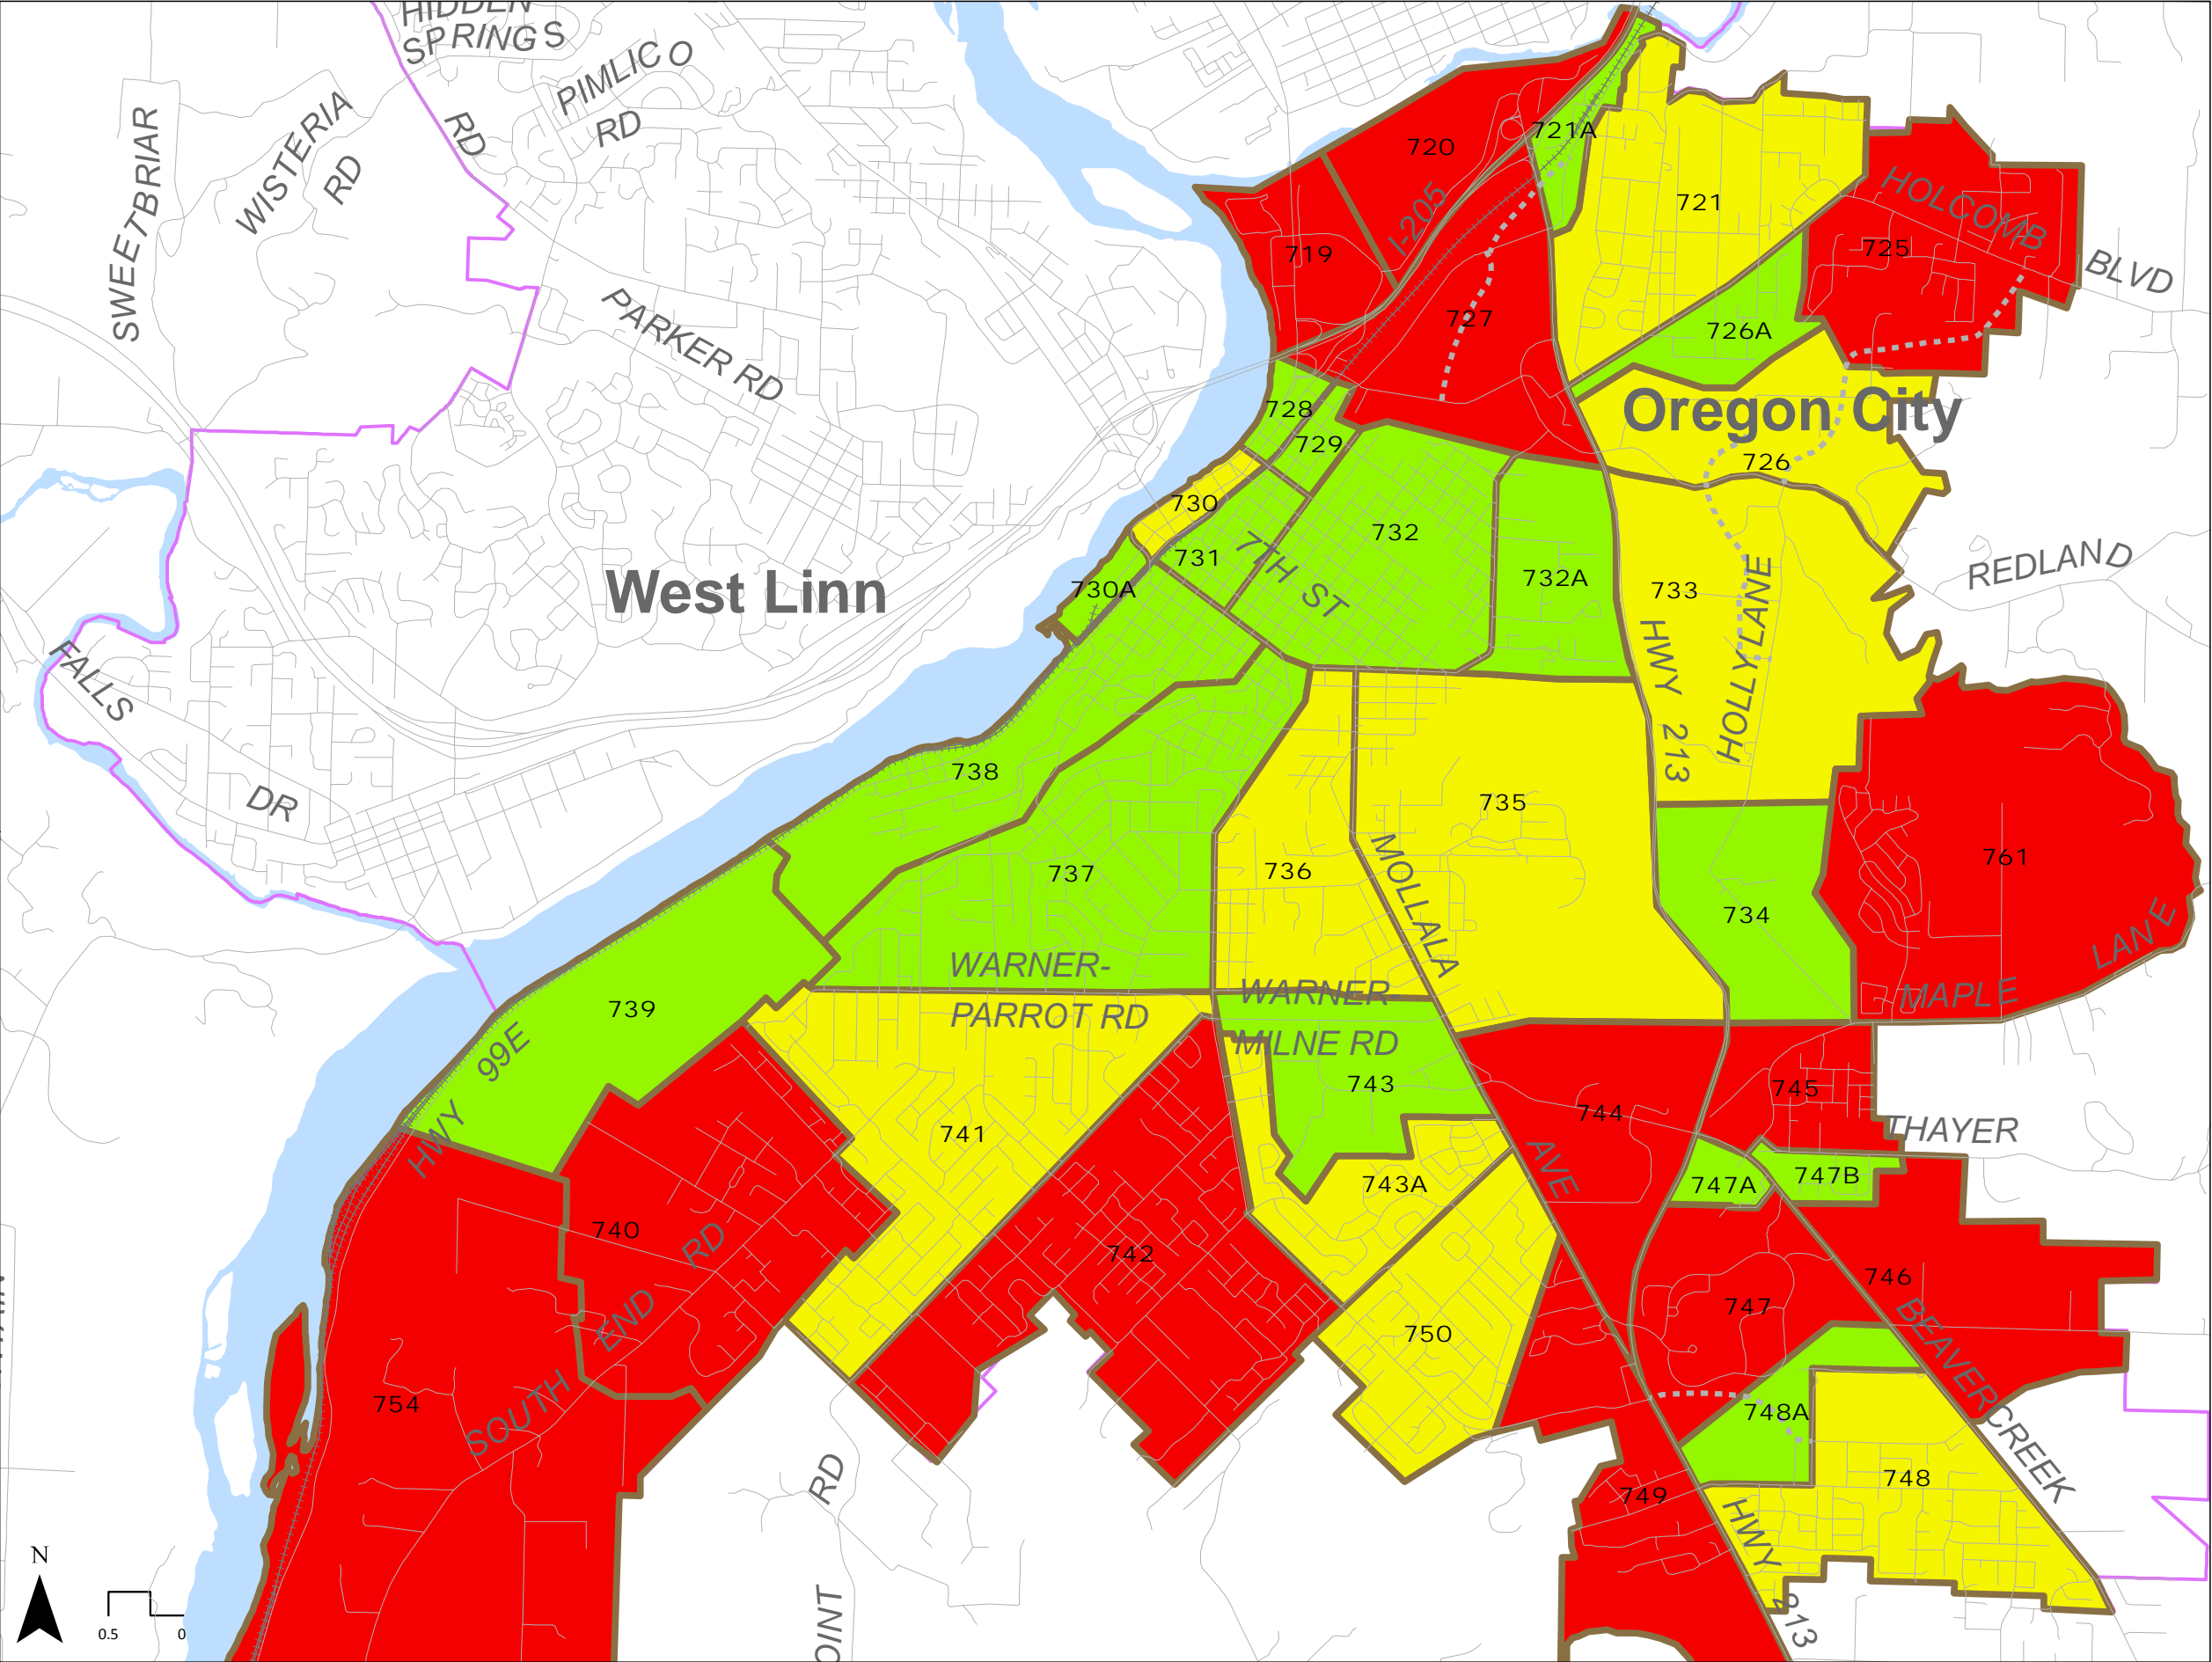 HIDDEN
SPRINGS
RD
PIMLICO
RD
SWEETBRIAR
WISTERIA
RD
PARKER RD
720
721A
721
HOLCOMB
BLVD
725
719
I-205
727
726A
Oregon City
726
728
729
730
731
732
7TH ST
732A
730A
West Linn
733
REDLAND
HOLLY LANE
HWY 213
FALLS
DR
738
737
736
735
MOLLALA
AVE
734
761
MAPLE
LANE
WARNER-
PARROT RD
WARNER-
MILNE RD
739
HWY 99E
743
744
745
THAYER
741
743A
747A
747B
740
742
746
747
750
SOUTH END RD
754
748A
BEAVERCREEK
748
749
HWY 213
RD
OINT
N
0.5
0